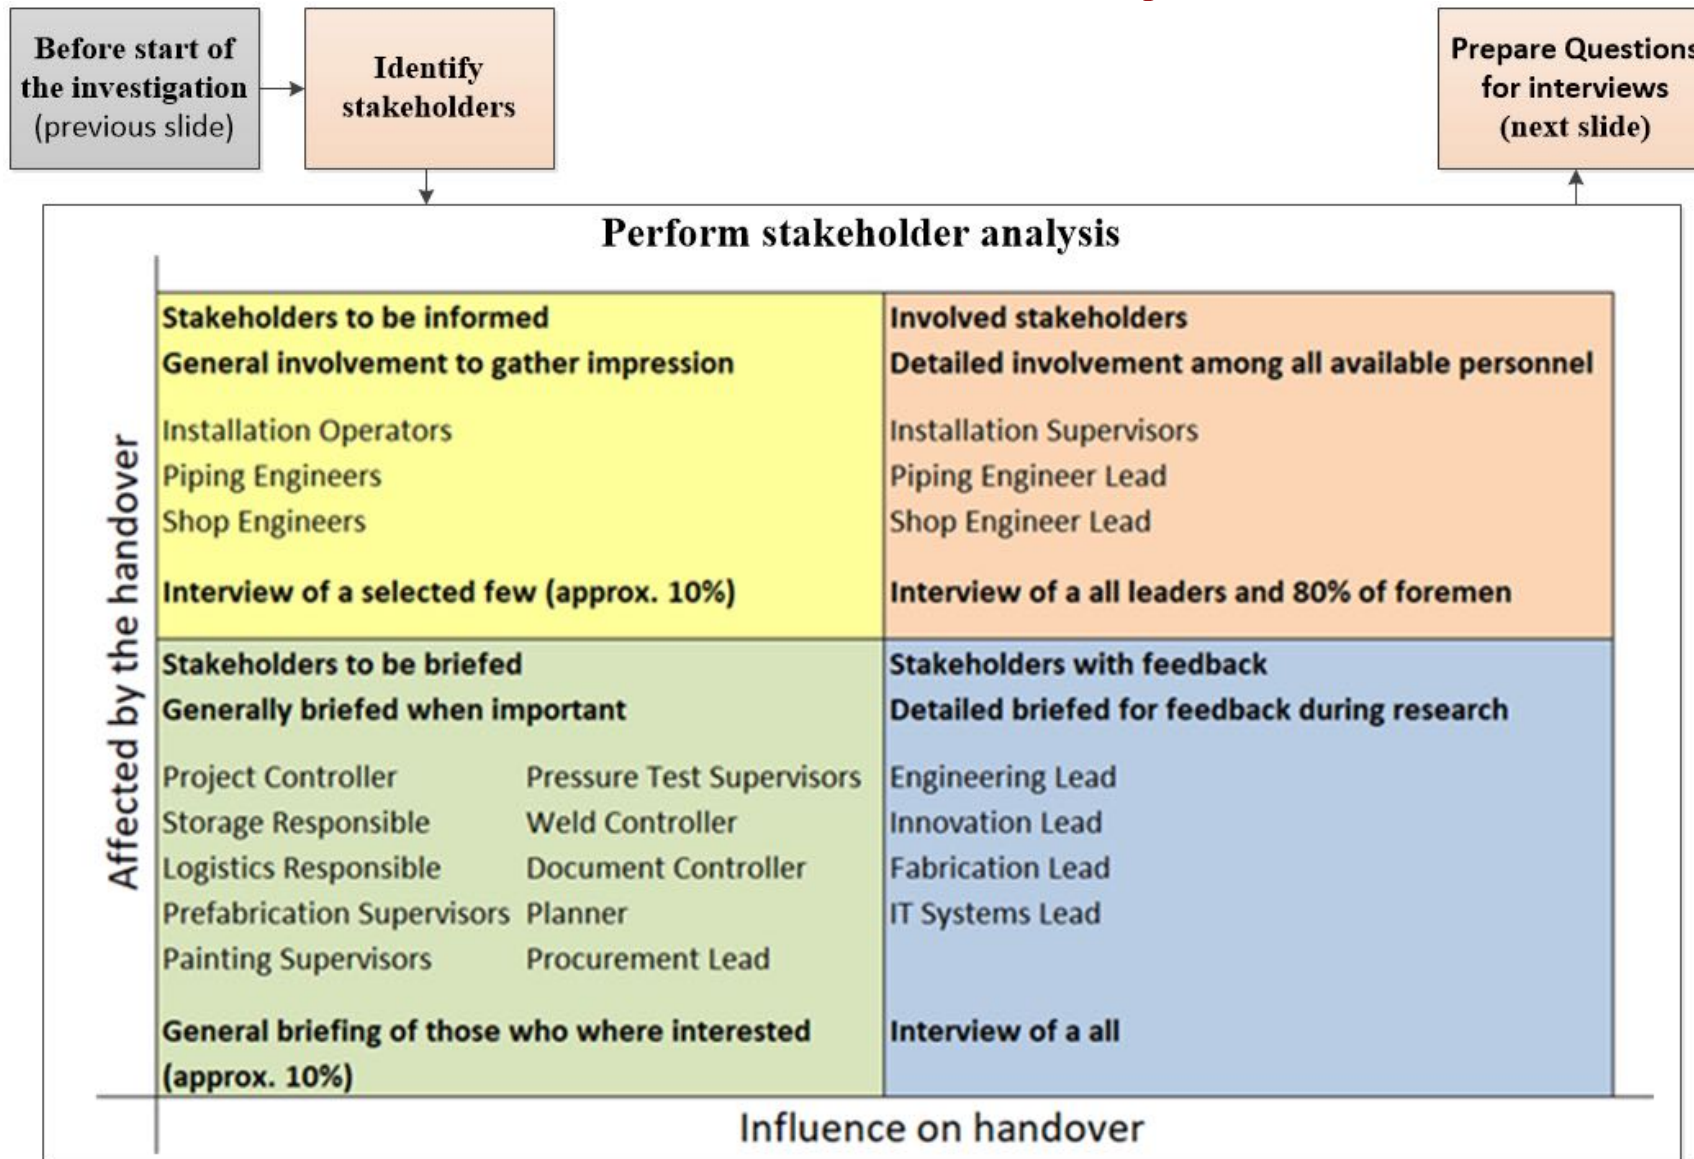 Before start of
the investigation
(previous slide)
Identify
stakeholders
Prepare Questions
for interviews
(next slide)
Perform stakeholder analysis
Affected by the handover
Stakeholders to be informed
General involvement to gather impression
Installation Operators
Piping Engineers
Shop Engineers
Interview of a selected few (approx. 10%)
Involved stakeholders
Detailed involvement among all available personnel
Installation Supervisors
Piping Engineer Lead
Shop Engineer Lead
Interview of a all leaders and 80% of foremen
Stakeholders to be briefed
Generally briefed when important
Project Controller
Storage Responsible
Logistics Responsible
Prefabrication Supervisors
Painting Supervisors
Pressure Test Supervisors
Weld Controller
Document Controller
Planner
Procurement Lead
General briefing of those who where interested
(approx. 10%)
Stakeholders with feedback
Detailed briefed for feedback during research
Engineering Lead
Innovation Lead
Fabrication Lead
IT Systems Lead
Interview of a all
Influence on handover